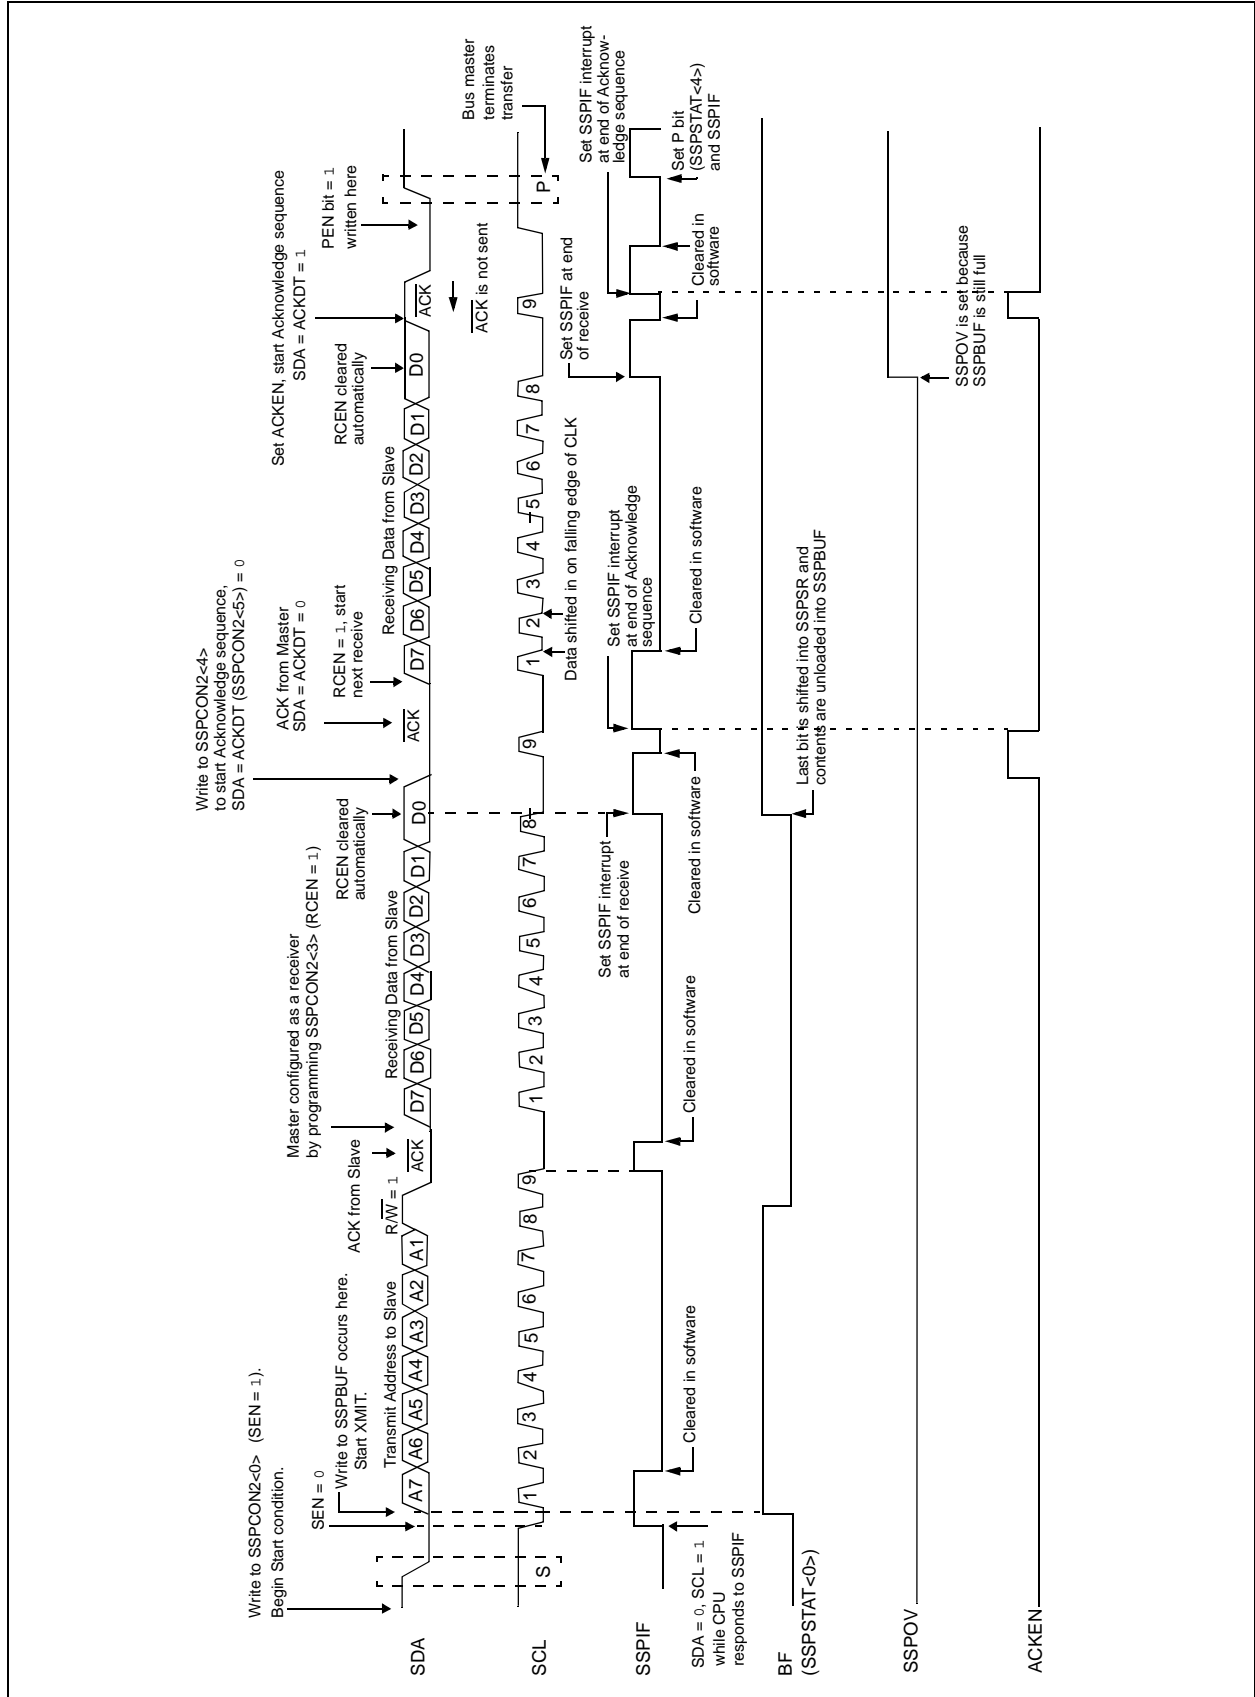 Write to SSPCON2<0> (SEN = 1).
Begin Start condition.
SEN = 0
Write to SSPBUF occurs here.
Start XMIT.
Transmit Address to Slave
R/W = 1
ACK from Slave
Master configured as a receiver
by programming SSPCON2<3> (RCEN = 1)
Receiving Data from Slave
RCEN cleared
automatically
Write to SSPCON2<4>
to start Acknowledge sequence,
SDA = ACKDT (SSPCON2<5>) = 0
ACK from Master
SDA = ACKDT = 0
RCEN = 1, start
next receive
Receiving Data from Slave
RCEN cleared
automatically
Set ACKEN, start Acknowledge sequence
SDA = ACKDT = 1
PEN bit = 1
written here
SDA
A7 A6 A5 A4 A3 A2 A1
ACK
D7 D6 D5 D4 D3 D2 D1 D0
ACK
D7 D6 D5 D4 D3 D2 D1 D0
ACK
ACK is not sent
Bus master
terminates
transfer
SCL
S
1 2 3 4 5 6 7 8 9
1 2 3 4 5 6 7 8 9
1 2 3 4 5 6 7 8 9
P
Data shifted in on falling edge of CLK
SSPIF
SDA = 0, SCL = 1
while CPU
responds to SSPIF
Cleared in software
Cleared in software
Set SSPIF interrupt
at end of receive
Cleared in software
Set SSPIF interrupt
at end of Acknowledge
sequence
Cleared in software
Set SSPIF at end
of receive
Cleared in
software
Set SSPIF interrupt
at end of Acknow-
ledge sequence
Set P bit
(SSPSTAT<4>)
and SSPIF
BF
(SSPSTAT<0>)
Last bit is shifted into SSPSR and
contents are unloaded into SSPBUF
SSPOV
SSPOV is set because
SSPBUF is still full
ACKEN